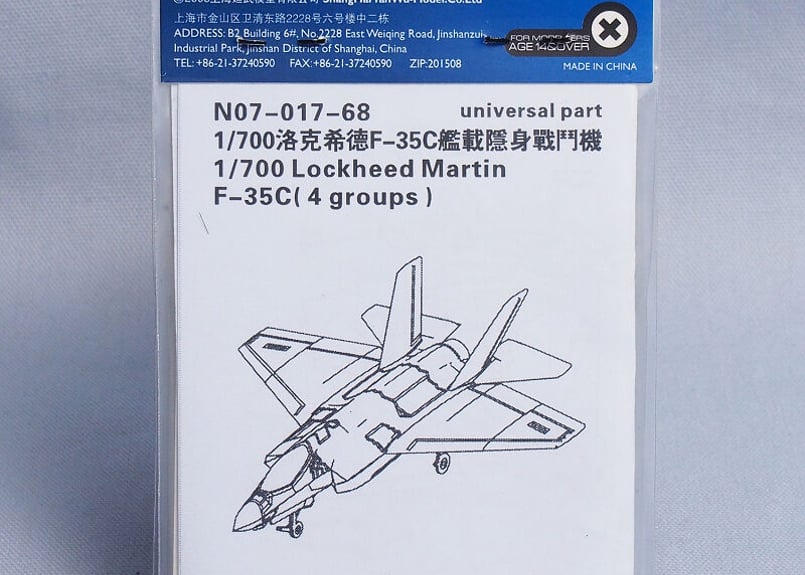 上海市金山区卫清东路2228号六号楼中二栋
ADDRESS: B2 Building 6#, No.2228 East Weiqing Road, Jinshanzui
Industrial Park, Jinshan District of Shanghai, China
TEL: +86-21-37240590 FAX:+86-21-37240590 ZIP:201508
FOR MODELERS
AGE 14&OVER
MADE IN CHINA
N07-017-68 universal part
1/700洛克希德F-35C艦載隱身戰鬥機
1/700 Lockheed Martin
F-35C( 4 groups )